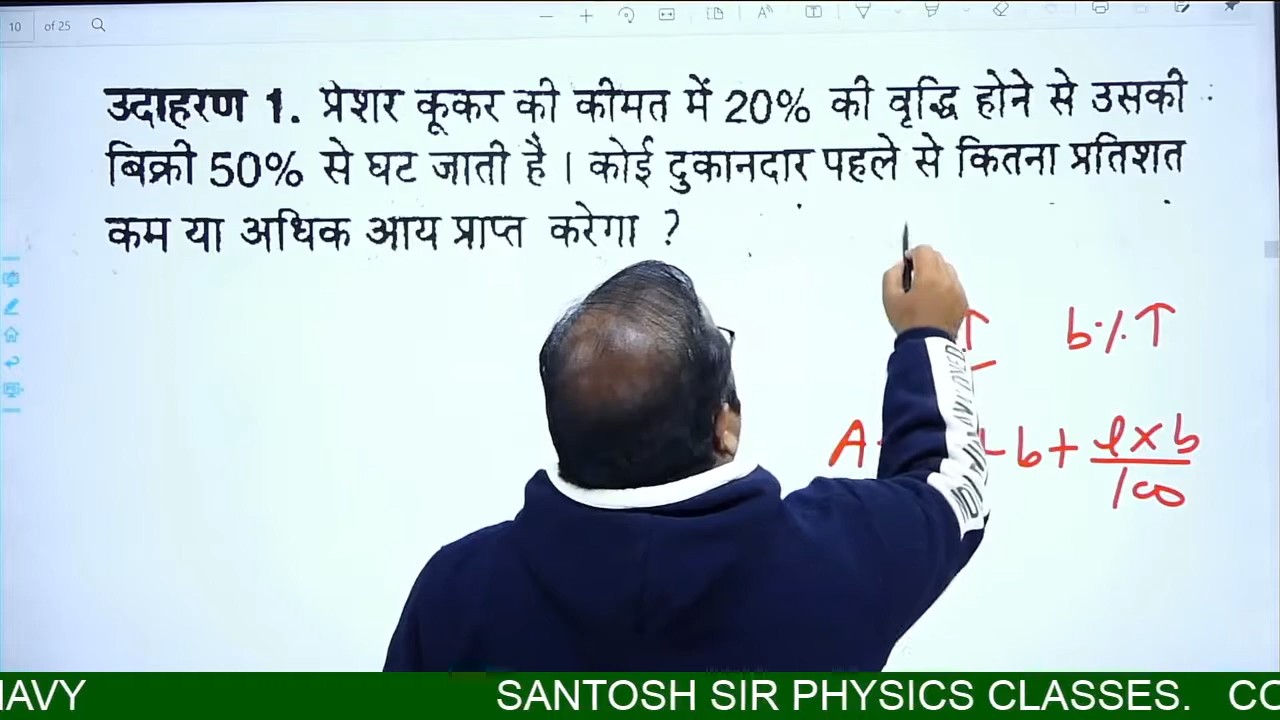 10 of 25
उदाहरण 1. प्रेशर कूकर की कीमत में 20% की वृद्धि होने से उसकी
बिक्री 50% से घट जाती है । कोई दुकानदार पहले से कितना प्रतिशत
कम या अधिक आय प्राप्त करेगा ?
↑ b% ↑
A b + l × b
100
SANTOSH SIR PHYSICS CLASSES.